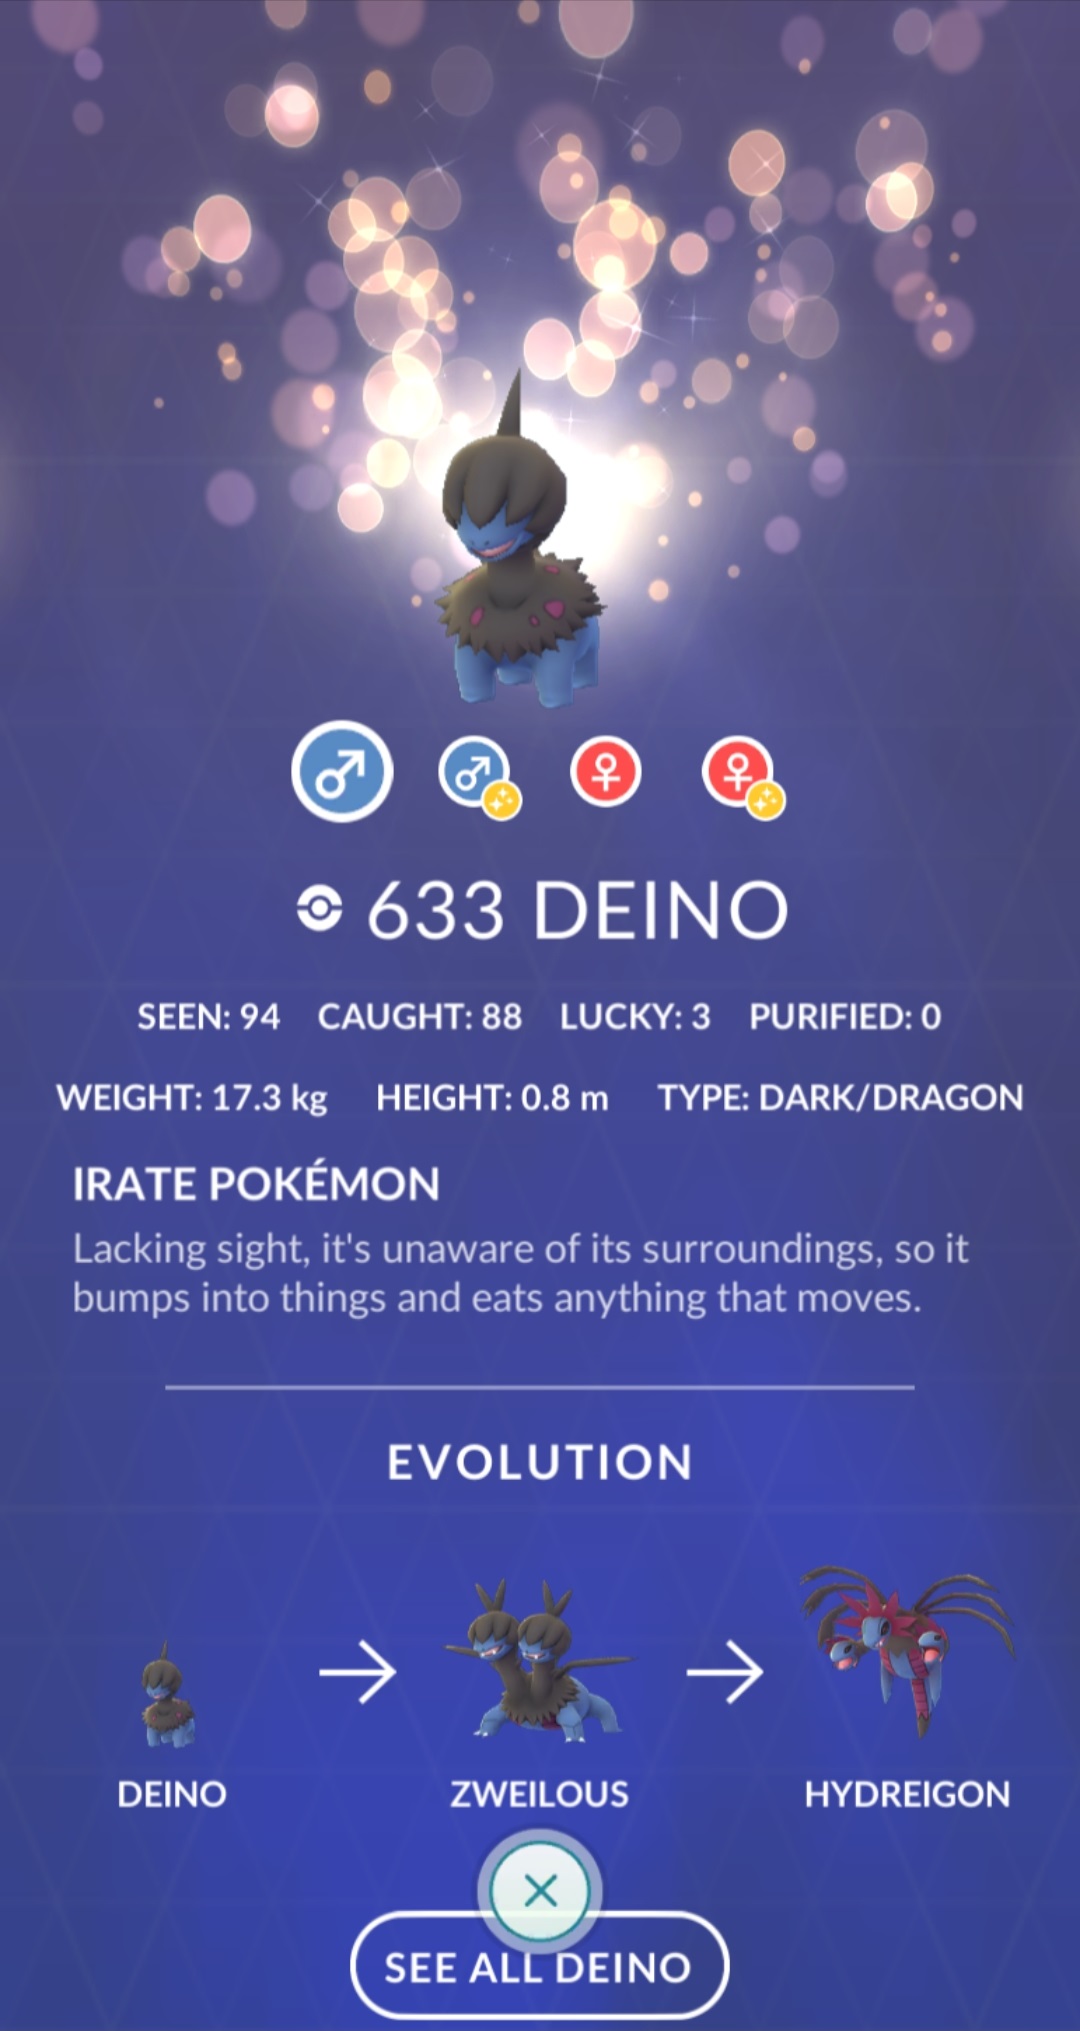 633 DEINO
SEEN: 94 CAUGHT: 88 LUCKY: 3 PURIFIED: 0
WEIGHT: 17.3 kg HEIGHT: 0.8 m TYPE: DARK/DRAGON
IRATE POKÉMON
Lacking sight, it's unaware of its surroundings, so it
bumps into things and eats anything that moves.
EVOLUTION
DEINO ZWEILOUS HYDREIGON
SEE ALL DEINO